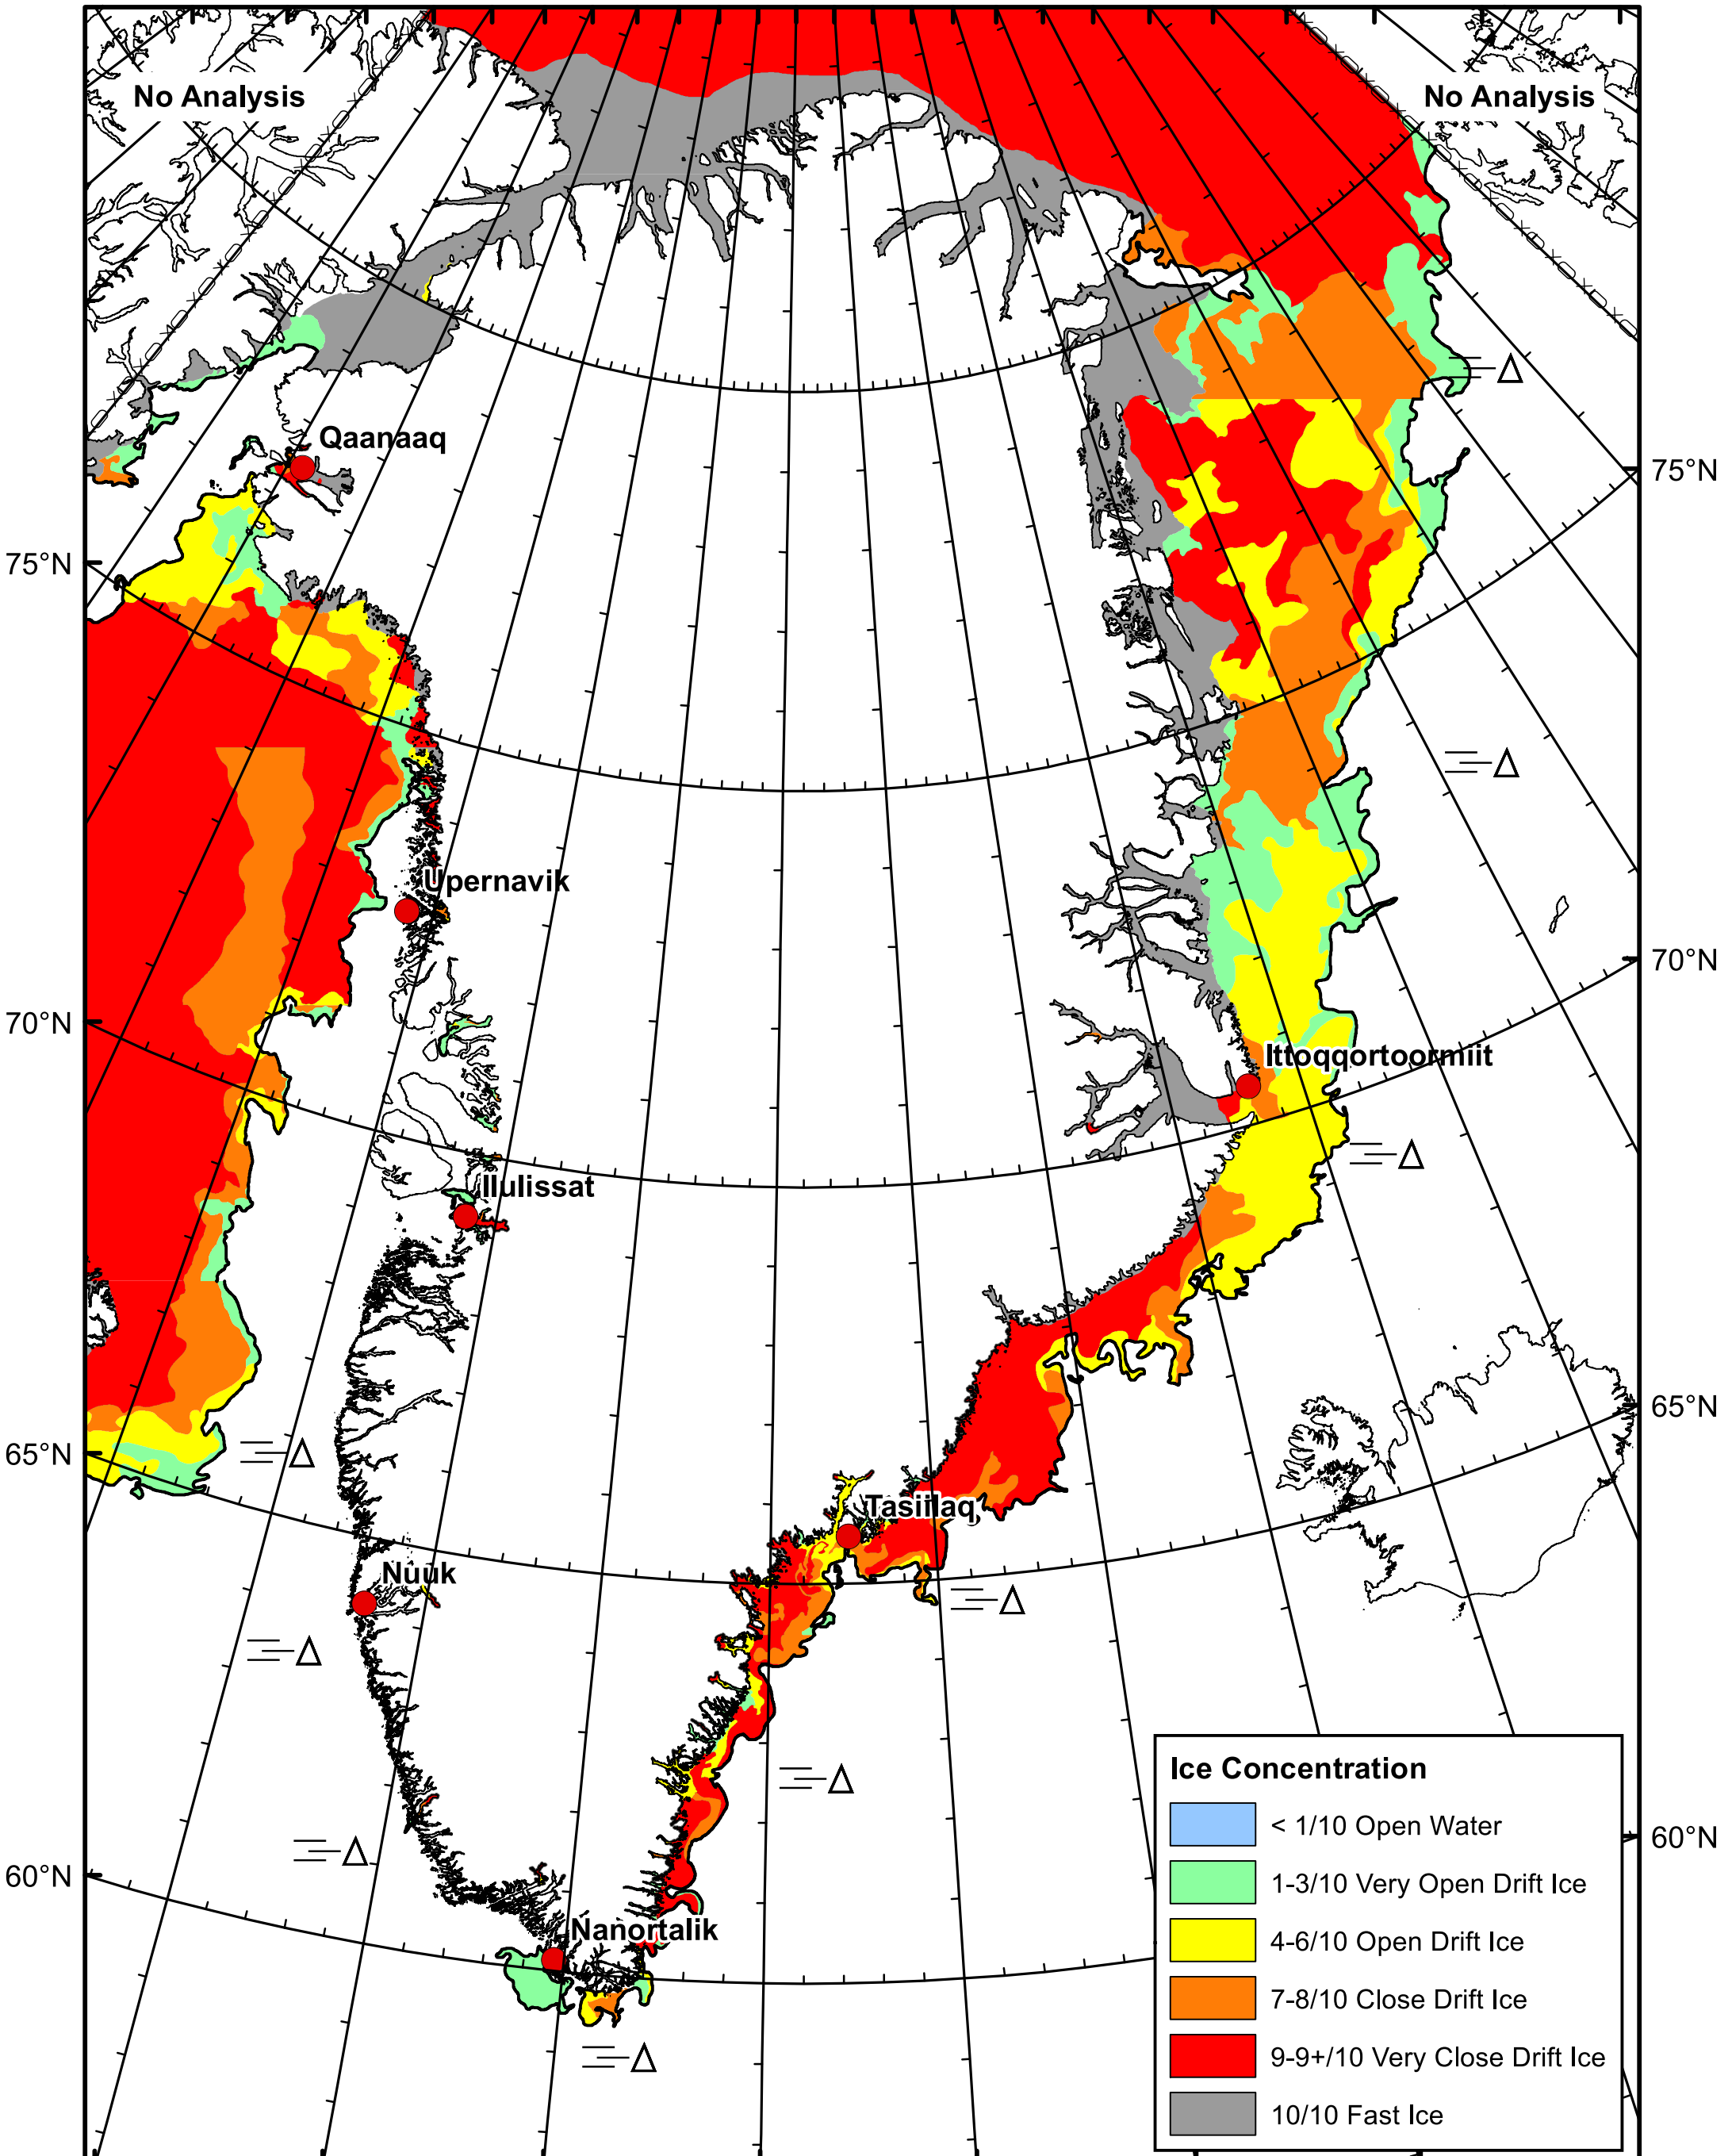 No Analysis
No Analysis
Qaanaaq
75°N
75°N
Upernavik
70°N
70°N
Ittoqqortoormiit
Ilulissat
65°N
65°N
Tasiilaq
Nuuk
60°N
60°N
Nanortalik
Ice Concentration
< 1/10 Open Water
1-3/10 Very Open Drift Ice
4-6/10 Open Drift Ice
7-8/10 Close Drift Ice
9-9+/10 Very Close Drift Ice
10/10 Fast Ice